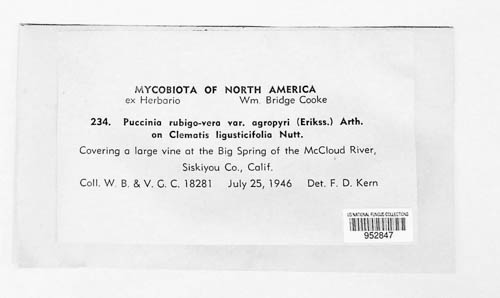 MYCOBIOTA OF NORTH AMERICA
ex Herbario Wm. Bridge Cooke
234. Puccinia rubigo-vera var. agropyri (Erikss.) Arth.
on Clematis ligusticifolia Nutt.
Covering a large vine at the Big Spring of the McCloud River,
Siskiyou Co., Calif.
Coll. W. B. & V. G. C. 18281 July 25, 1946 Det. F. D. Kern
US NATIONAL FUNGUS COLLECTIONS
952847